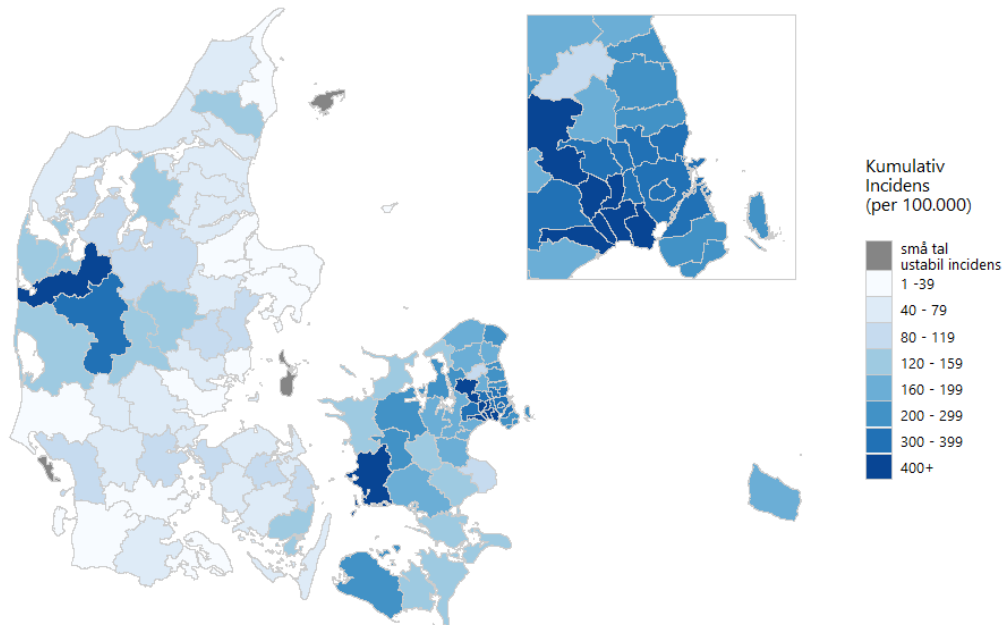 Kumulativ
Incidens
(per 100.000)
små tal
ustabil incidens
1 -39
40 - 79
80 - 119
120 - 159
160 - 199
200 - 299
300 - 399
400+